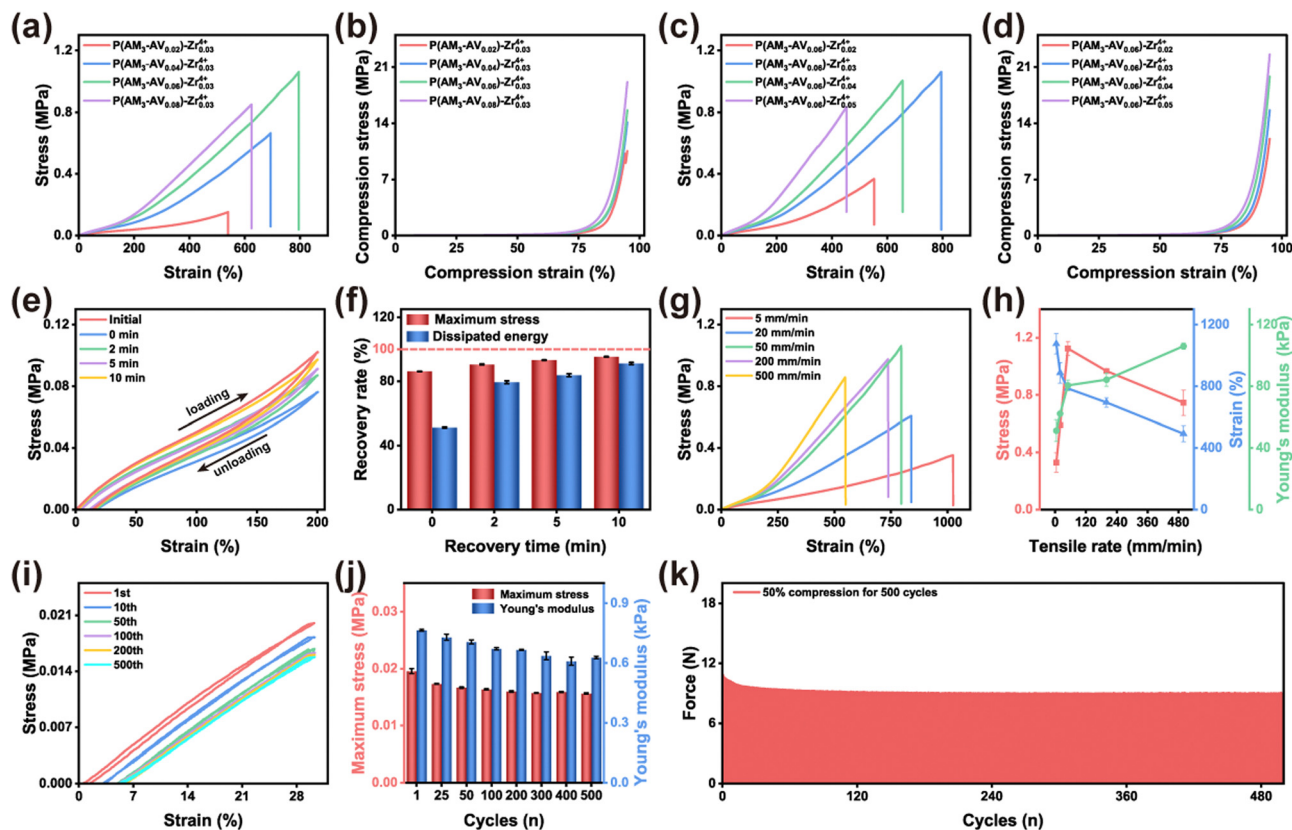 (a)
P(AM₃-AV₀.₀₂)-Zr⁴⁺₀.₀₃
P(AM₃-AV₀.₀₄)-Zr⁴⁺₀.₀₃
P(AM₃-AV₀.₀₆)-Zr⁴⁺₀.₀₃
P(AM₃-AV₀.₀₈)-Zr⁴⁺₀.₀₃
Stress (MPa)
1.2
0.8
0.4
0.0
0 200 400 600 800
Strain (%)
(b)
P(AM₃-AV₀.₀₂)-Zr⁴⁺₀.₀₃
P(AM₃-AV₀.₀₄)-Zr⁴⁺₀.₀₃
P(AM₃-AV₀.₀₆)-Zr⁴⁺₀.₀₃
P(AM₃-AV₀.₀₈)-Zr⁴⁺₀.₀₃
Compression stress (MPa)
21
14
7
0
0 25 50 75 100
Compression strain (%)
(c)
P(AM₃-AV₀.₀₆)-Zr⁴⁺₀.₀₂
P(AM₃-AV₀.₀₆)-Zr⁴⁺₀.₀₃
P(AM₃-AV₀.₀₆)-Zr⁴⁺₀.₀₄
P(AM₃-AV₀.₀₆)-Zr⁴⁺₀.₀₅
Stress (MPa)
1.2
0.8
0.4
0.0
0 200 400 600 800
Strain (%)
(d)
P(AM₃-AV₀.₀₆)-Zr⁴⁺₀.₀₂
P(AM₃-AV₀.₀₆)-Zr⁴⁺₀.₀₃
P(AM₃-AV₀.₀₆)-Zr⁴⁺₀.₀₄
P(AM₃-AV₀.₀₆)-Zr⁴⁺₀.₀₅
Compression stress (MPa)
21
14
7
0
0 25 50 75 100
Compression strain (%)
(e)
Initial
0 min
2 min
5 min
10 min
loading
unloading
Stress (MPa)
0.12
0.08
0.04
0.00
0 50 100 150 200
Strain (%)
(f)
Maximum stress
Dissipated energy
Recovery rate (%)
100
80
40
0
0 2 5 10
Recovery time (min)
(g)
5 mm/min
20 mm/min
50 mm/min
200 mm/min
500 mm/min
Stress (MPa)
1.2
0.8
0.4
0.0
0 250 500 750 1000
Strain (%)
(h)
Stress (MPa)
1.2
0.8
0.4
0.0
0 120 240 360 480
Tensile rate (mm/min)
1200
800
400
0
Strain (%)
120
80
40
0
Young's modulus (kPa)
(i)
1st
10th
50th
100th
200th
500th
Stress (MPa)
0.021
0.014
0.007
0.000
0 7 14 21 28
Strain (%)
(j)
Maximum stress
Young's modulus
Maximum stress (MPa)
0.03
0.02
0.01
0.00
1 25 50 100 200 300 400 500
Cycles (n)
0.9
0.6
0.3
0.0
Young's modulus (kPa)
(k)
50% compression for 500 cycles
Force (N)
18
12
6
0
0 120 240 360 480
Cycles (n)